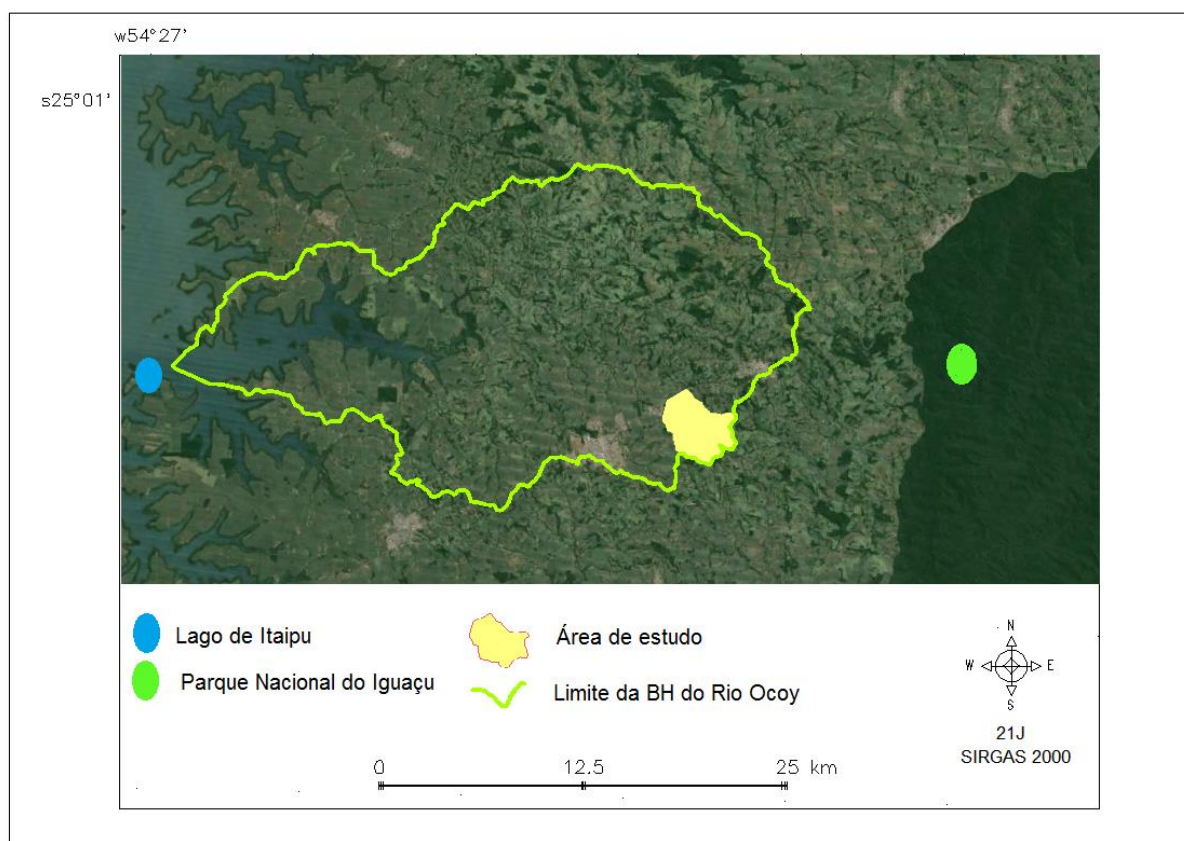 w54°27'
s25°01'
Lago de Itaipu
Parque Nacional do Iguaçu
Área de estudo
Limite da BH do Rio Ocoy
N
W E
S
21J
SIRGAS 2000
0 12.5 25 km